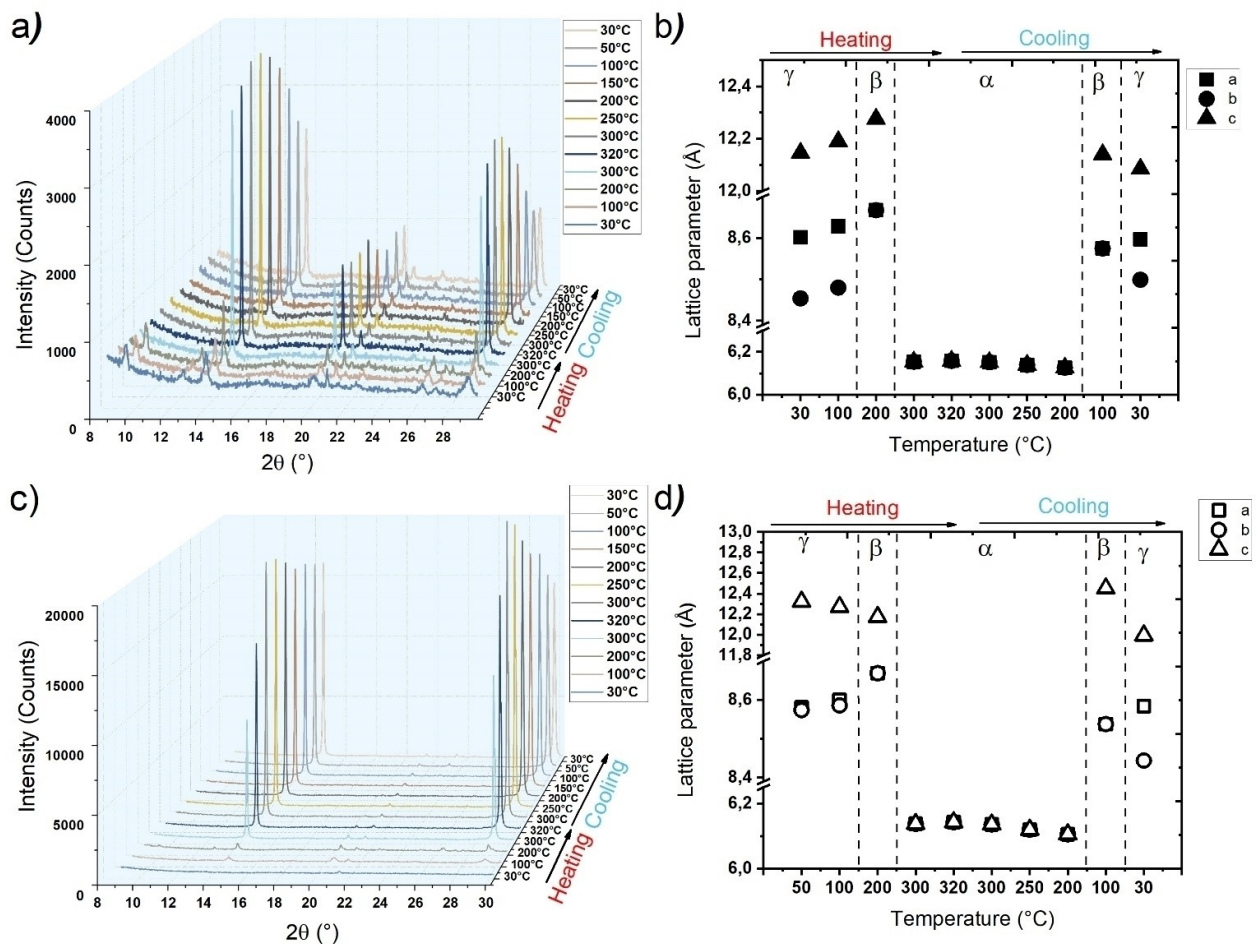 a)
30°C
50°C
100°C
150°C
200°C
250°C
300°C
320°C
300°C
200°C
100°C
30°C
Intensity (Counts)
4000
3000
2000
1000
0
8 10 12 14 16 18 20 22 24 26 28
2θ (°)
30°C
50°C
100°C
150°C
200°C
250°C
300°C
320°C
300°C
200°C
100°C
30°C
Heating Cooling
b)
Heating Cooling
γ β α β γ
a
b
c
Lattice parameter (Å)
12,4
12,2
12,0
8,6
8,4
6,2
6,0
30 100 200 300 320 300 250 200 100 30
Temperature (°C)
c)
30°C
50°C
100°C
150°C
200°C
250°C
300°C
320°C
300°C
200°C
100°C
30°C
Intensity (Counts)
20000
15000
10000
5000
0
8 10 12 14 16 18 20 22 24 26 28 30
2θ (°)
30°C
50°C
100°C
150°C
200°C
250°C
300°C
320°C
300°C
200°C
100°C
30°C
Heating Cooling
d)
Heating Cooling
γ β α β γ
a
b
c
Lattice parameter (Å)
13,0
12,8
12,6
12,4
12,2
12,0
11,8
8,6
8,4
6,2
6,0
50 100 200 300 320 300 250 200 100 30
Temperature (°C)